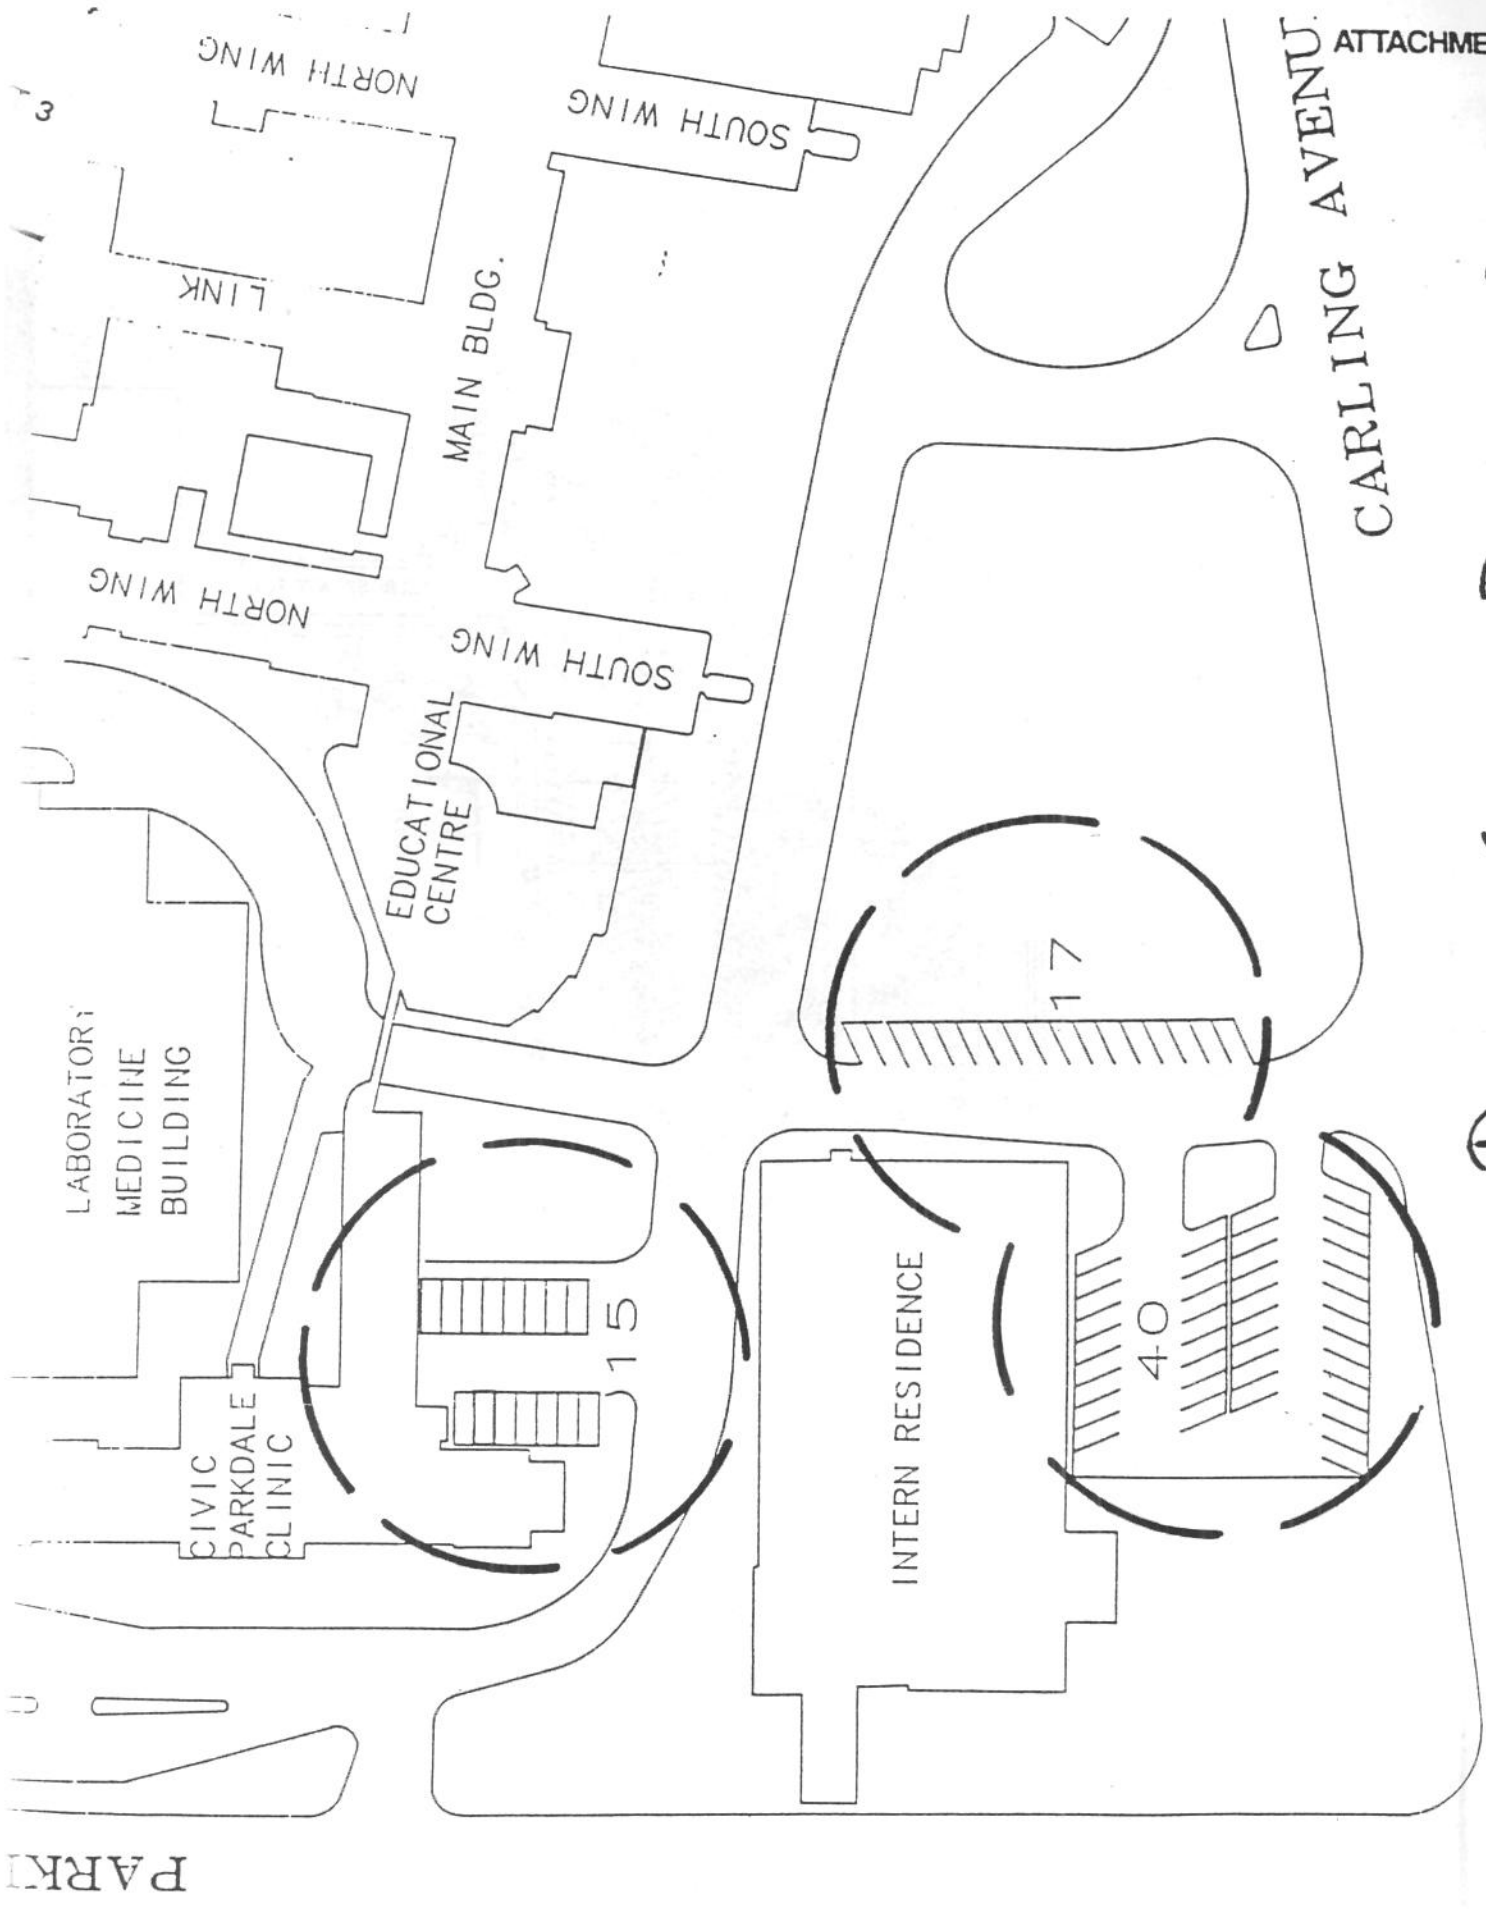 ATTACHME
3
NORTH WING
SOUTH WING
CARLING AVENU
LINK
MAIN BLDG.
NORTH WING
SOUTH WING
EDUCATIONAL
CENTRE
17
LABORATORY
MEDICINE
BUILDING
15
40
INTERN RESIDENCE
CIVIC
PARKDALE
CLINIC
PARK